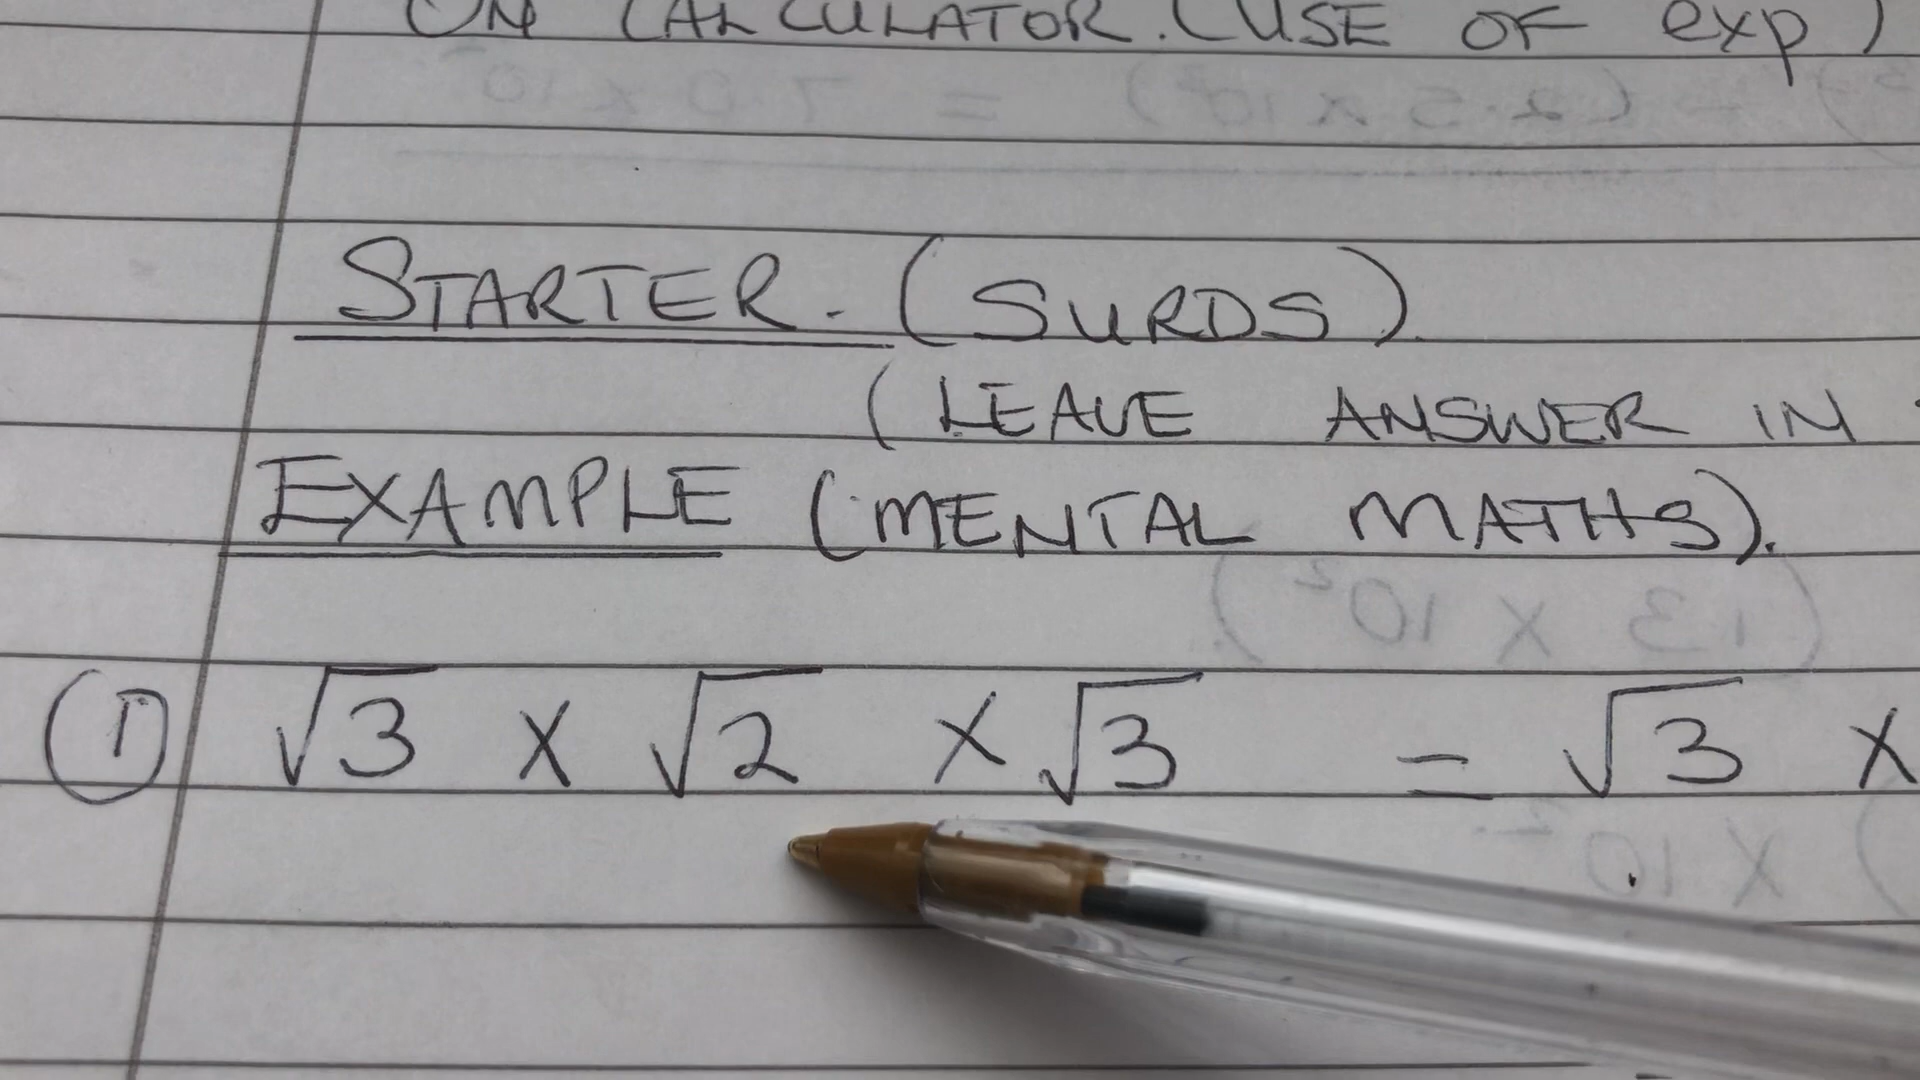 ON CALCULATOR. (USE OF exp)
STARTER. (SURDS).
(LEAVE ANSWER IN
EXAMPLE (MENTAL MATHS).
① √3 × √2 × √3 = √3 ×